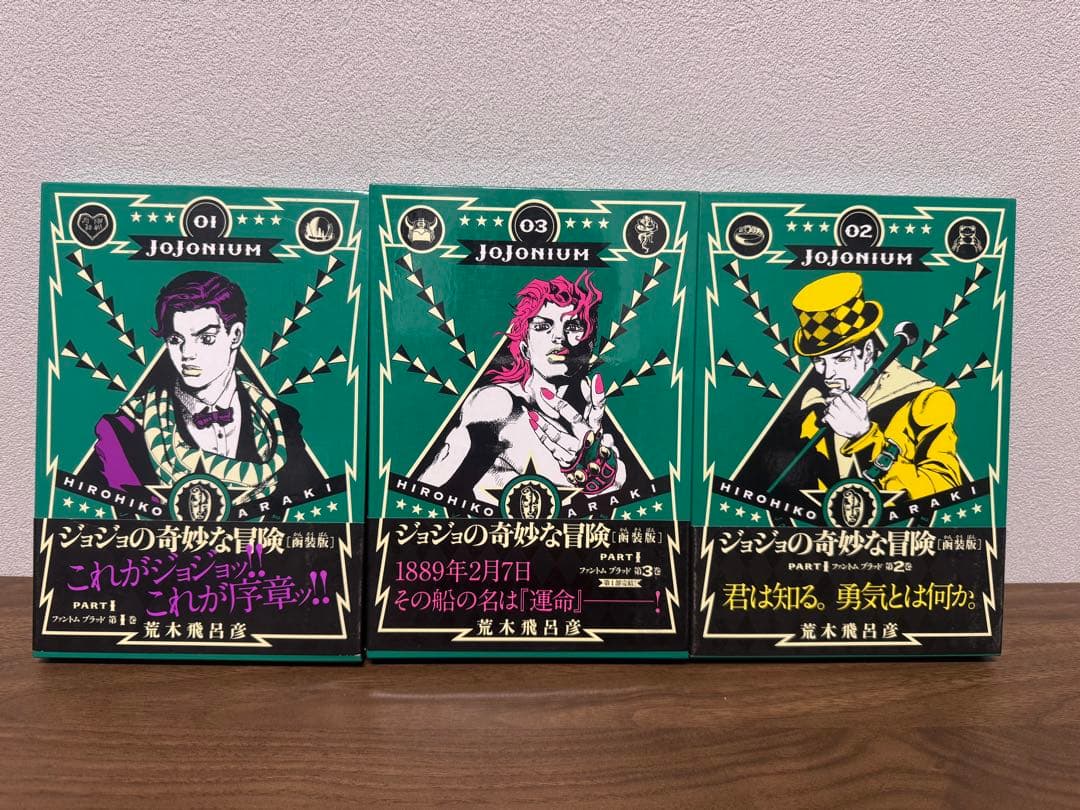 01
JOJONIUM
HIROHIKO ARAKI
ジョジョの奇妙な冒険[函装版]
これがジョジョッ!!
これが序章ッ!!
PART I
ファントム ブラッド 第1巻
荒木飛呂彦
03
JOJONIUM
HIROHIKO ARAKI
ジョジョの奇妙な冒険[函装版]
PART I
ファントム ブラッド 第3巻
第1部完結!
1889年2月7日
その船の名は『運命』———!
荒木飛呂彦
02
JOJONIUM
HIROHIKO ARAKI
ジョジョの奇妙な冒険[函装版]
PART I ファントム ブラッド 第2巻
君は知る。勇気とは何か。
荒木飛呂彦